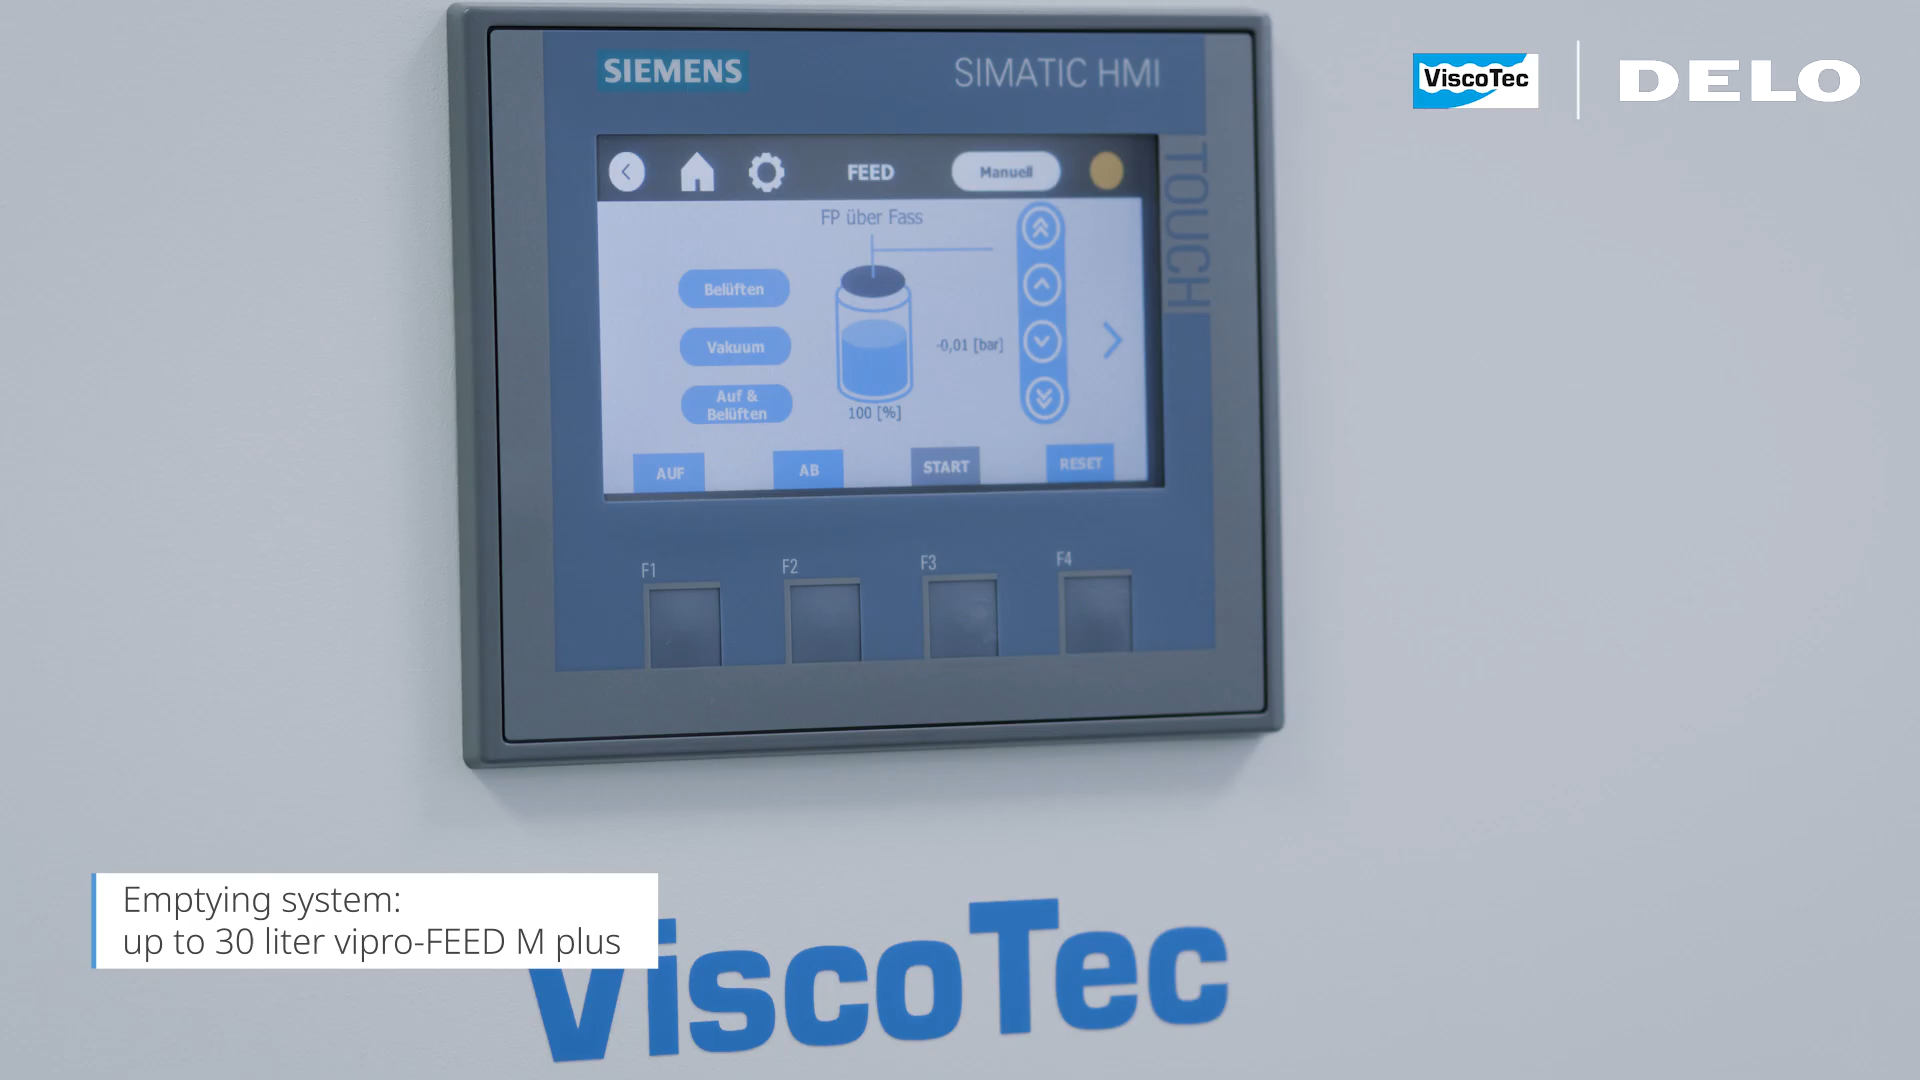 SIEMENS
SIMATIC HMI
ViscoTec
DELO
TOUCH
FEED
Manuell
FP über Fass
Belüften
Vakuum
-0,01 [bar]
Auf &
Belüften
100 [%]
AUF
AB
START
RESET
F1
F2
F3
F4
Emptying system:
up to 30 liter vipro-FEED M plus
ViscoTec